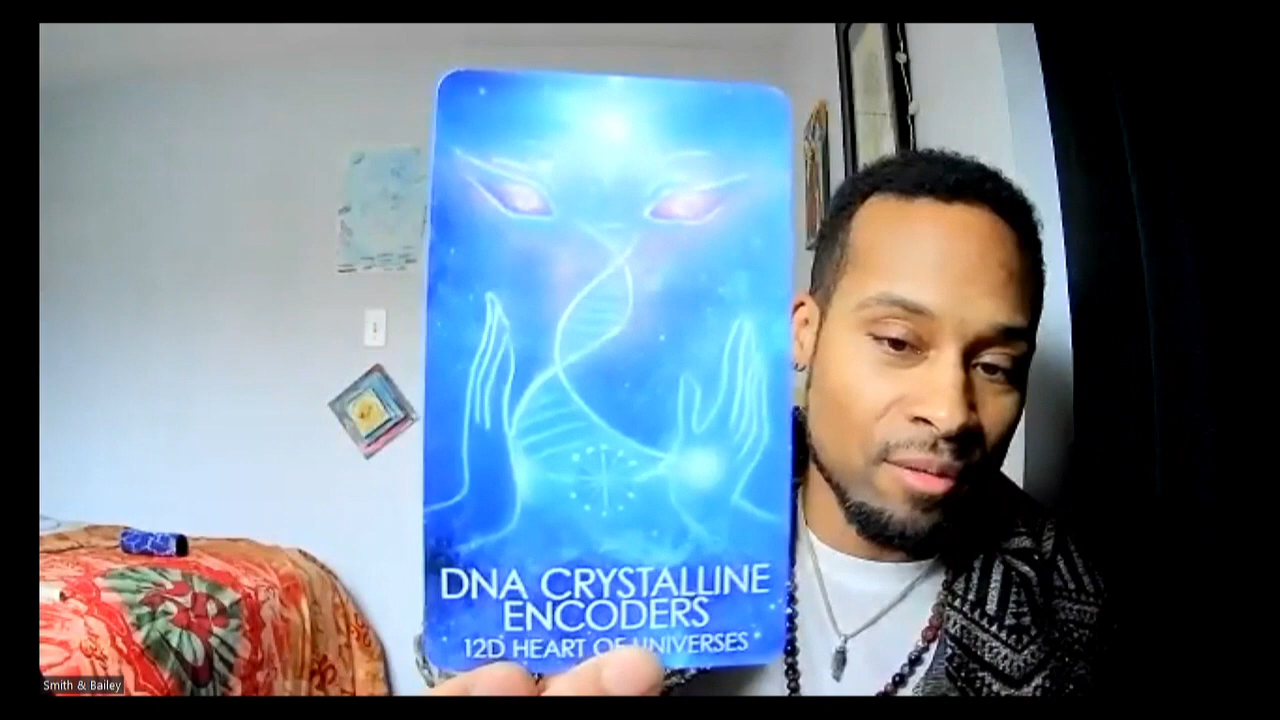 DNA CRYSTALLINE
ENCODERS
12D HEART OF UNIVERSES
Smith & Bailey